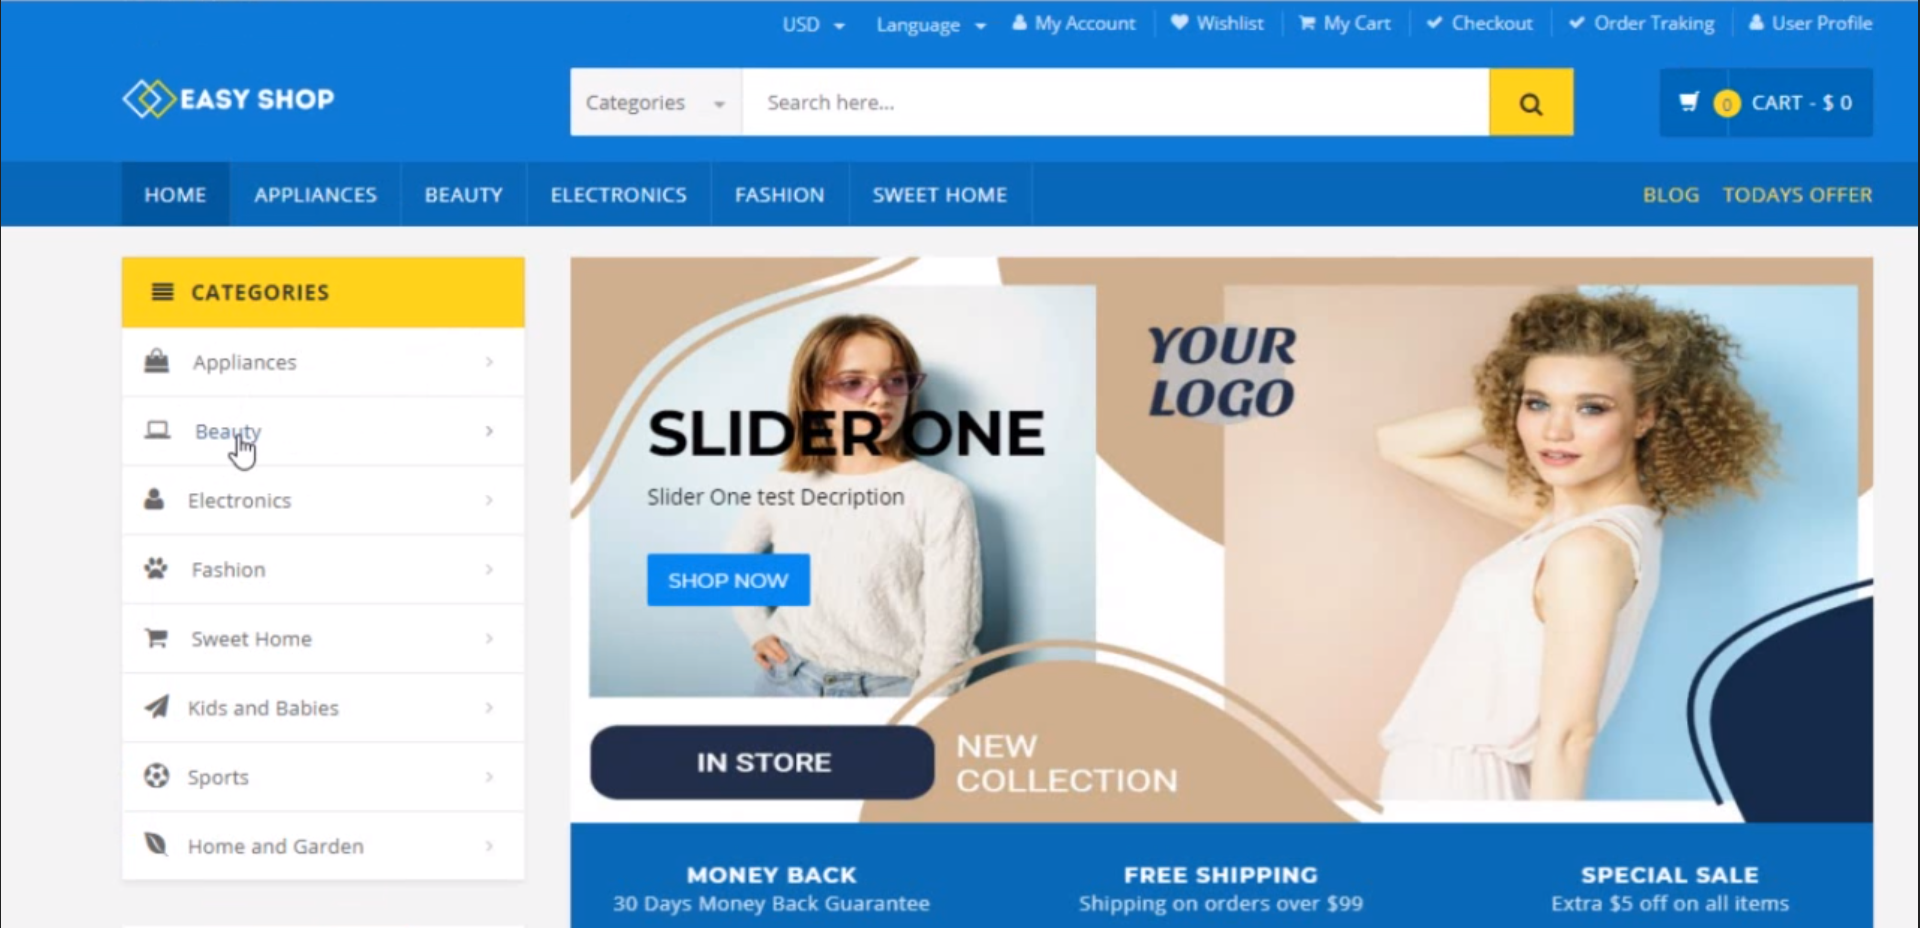 USD Language My Account Wishlist My Cart Checkout Order Traking User Profile
EASY SHOP
Categories Search here... 0 CART - $ 0
HOME APPLIANCES BEAUTY ELECTRONICS FASHION SWEET HOME BLOG TODAYS OFFER
CATEGORIES
Appliances
Beauty
Electronics
Fashion
Sweet Home
Kids and Babies
Sports
Home and Garden
YOUR
LOGO
SLIDER ONE
Slider One test Decription
SHOP NOW
IN STORE
NEW
COLLECTION
MONEY BACK
30 Days Money Back Guarantee
FREE SHIPPING
Shipping on orders over $99
SPECIAL SALE
Extra $5 off on all items